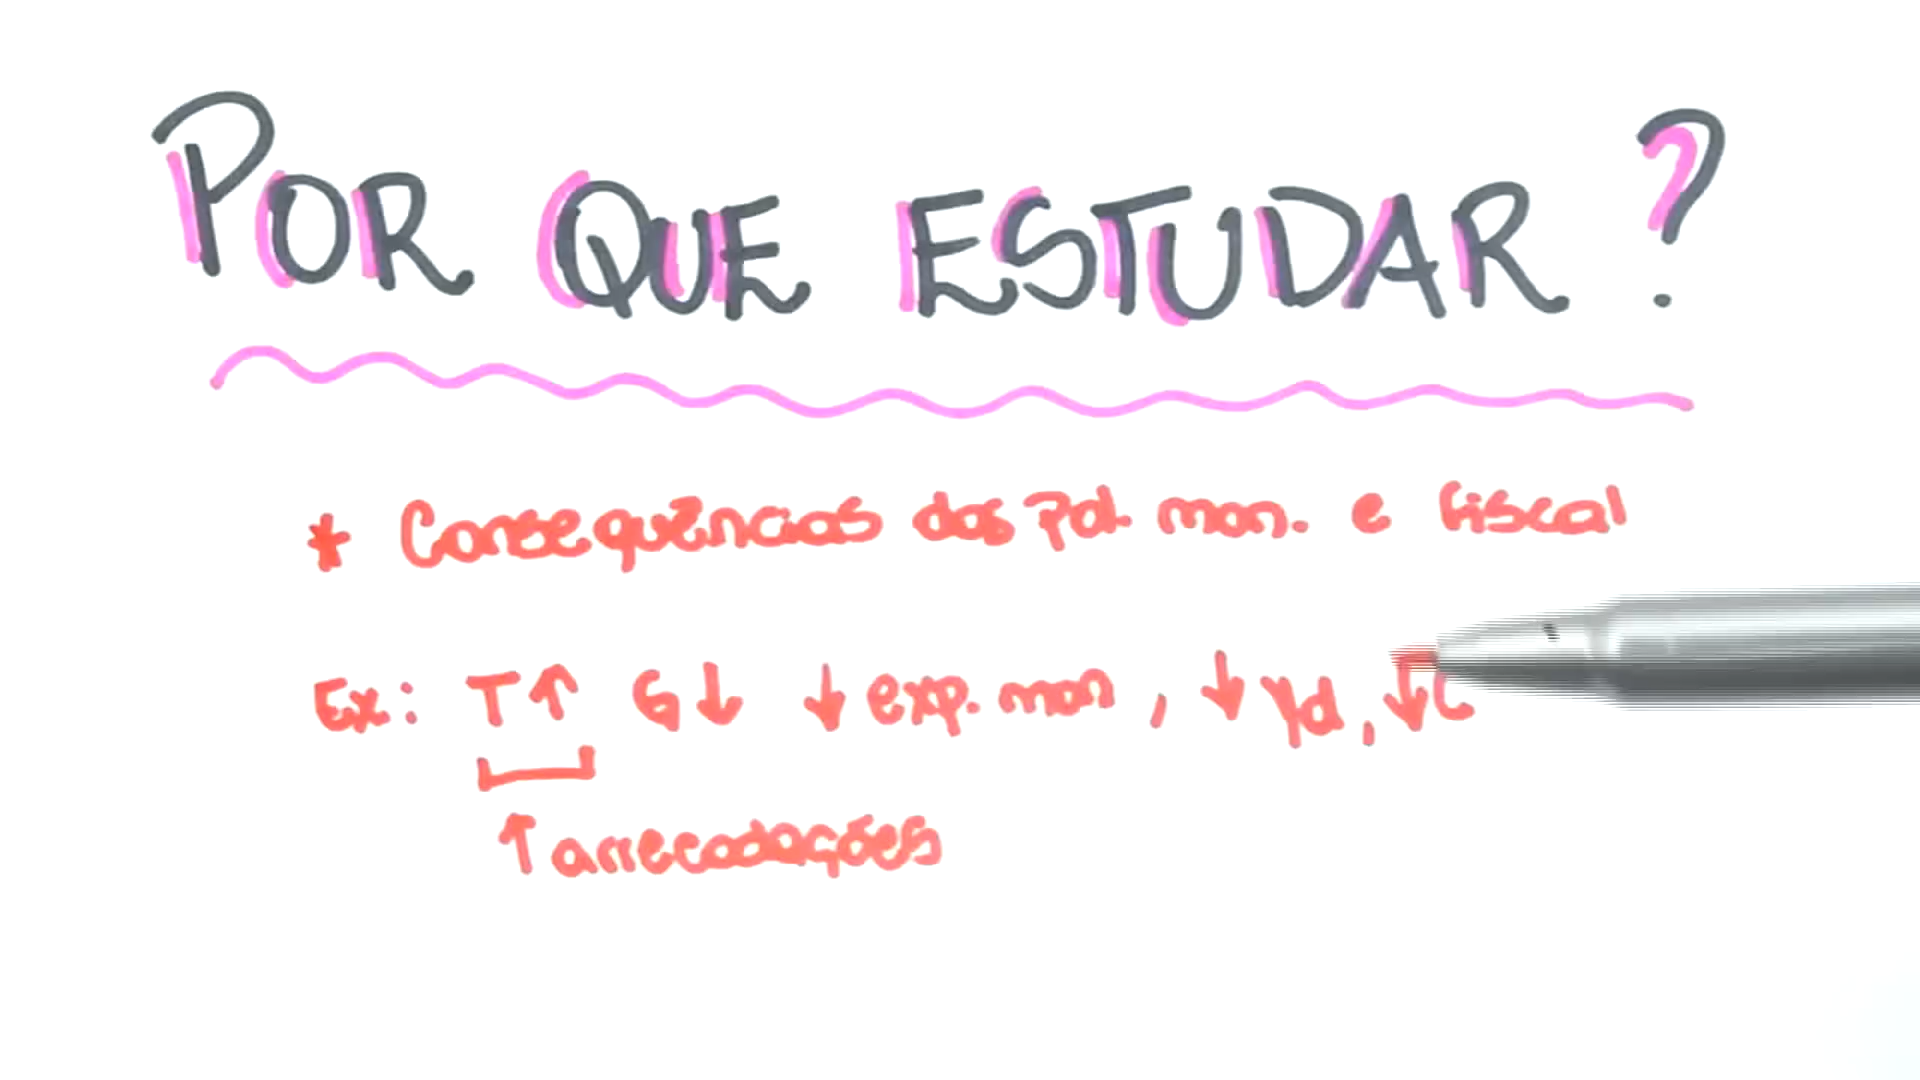 POR QUE ESTUDAR ?
* Consequências das Pol. mon. e fiscal
Ex: T↑ G↓ ↓ exp. mon , ↓ Yd, ↓C
↑ arrecadações